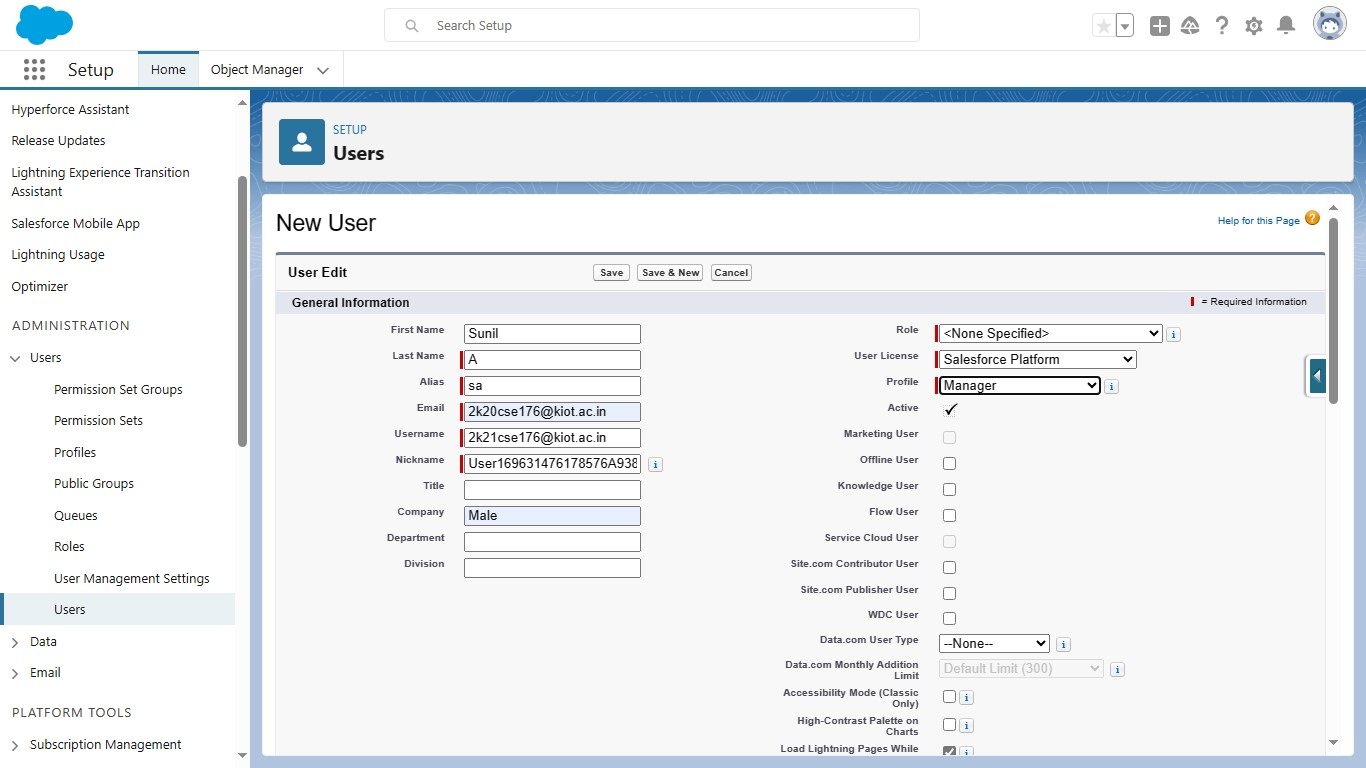 Search Setup
Setup
Home
Object Manager
Hyperforce Assistant
Release Updates
Lightning Experience Transition
Assistant
Salesforce Mobile App
Lightning Usage
Optimizer
ADMINISTRATION
Users
Permission Set Groups
Permission Sets
Profiles
Public Groups
Queues
Roles
User Management Settings
Users
Data
Email
PLATFORM TOOLS
Subscription Management
SETUP
Users
New User
Help for this Page
User Edit
Save
Save & New
Cancel
General Information
= Required Information
First Name Sunil
Last Name A
Alias sa
Email 2k20cse176@kiot.ac.in
Username 2k21cse176@kiot.ac.in
Nickname User169631476178576A938
Title
Company Male
Department
Division
Role <None Specified>
User License Salesforce Platform
Profile Manager
Active
Marketing User
Offline User
Knowledge User
Flow User
Service Cloud User
Site.com Contributor User
Site.com Publisher User
WDC User
Data.com User Type --None--
Data.com Monthly Addition
Limit Default Limit (300)
Accessibility Mode (Classic
Only)
High-Contrast Palette on
Charts
Load Lightning Pages While